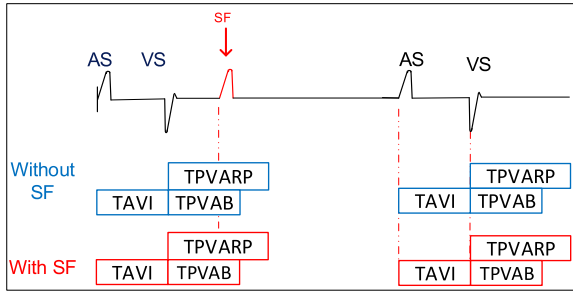 SF
AS VS AS VS
Without SF
TPVARP TPVARP
TAVI TPVAB TAVI TPVAB
With SF
TPVARP TPVARP
TAVI TPVAB TAVI TPVAB